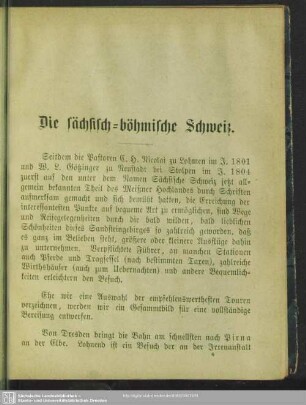 Die sächsisch-böhmische Schweiz.
Seitdem die Pastoren C. H. Nicolai zu Lohmen im J. 1801
und W. L. Götzinger zu Neustadt bei Stolpen im J. 1804
zuerst auf den unter dem Namen Sächsische Schweiz jetzt all-
gemein bekannten Theil des Meißner Hochlandes durch Schriften
aufmerksam gemacht und sich bemüht hatten, die Erreichung der
interessantesten Punkte auf bequeme Art zu ermöglichen, sind Wege
und Reitgelegenheiten durch die bald wilden, bald lieblichen
Schönheiten dieses Sandsteingebirges so zahlreich geworden, daß
es ganz im Belieben steht, größere oder kleinere Ausflüge dahin
zu unternehmen. Verpflichtete Führer, an manchen Stationen
auch Pferde und Tragsessel (nach bestimmten Taxen), zahlreiche
Wirthshäuser (auch zum Uebernachten) und andere Bequemlich-
keiten erleichtern den Besuch.
Ehe wir eine Auswahl der empfehlenswerthesten Touren
verzeichnen, werden wir ein Gesammtbild für eine vollständige
Bereisung entwerfen.
Von Dresden bringt die Bahn am schnellsten nach Pirna
an der Elbe. Lohnend ist ein Besuch der an der Irrenanstalt